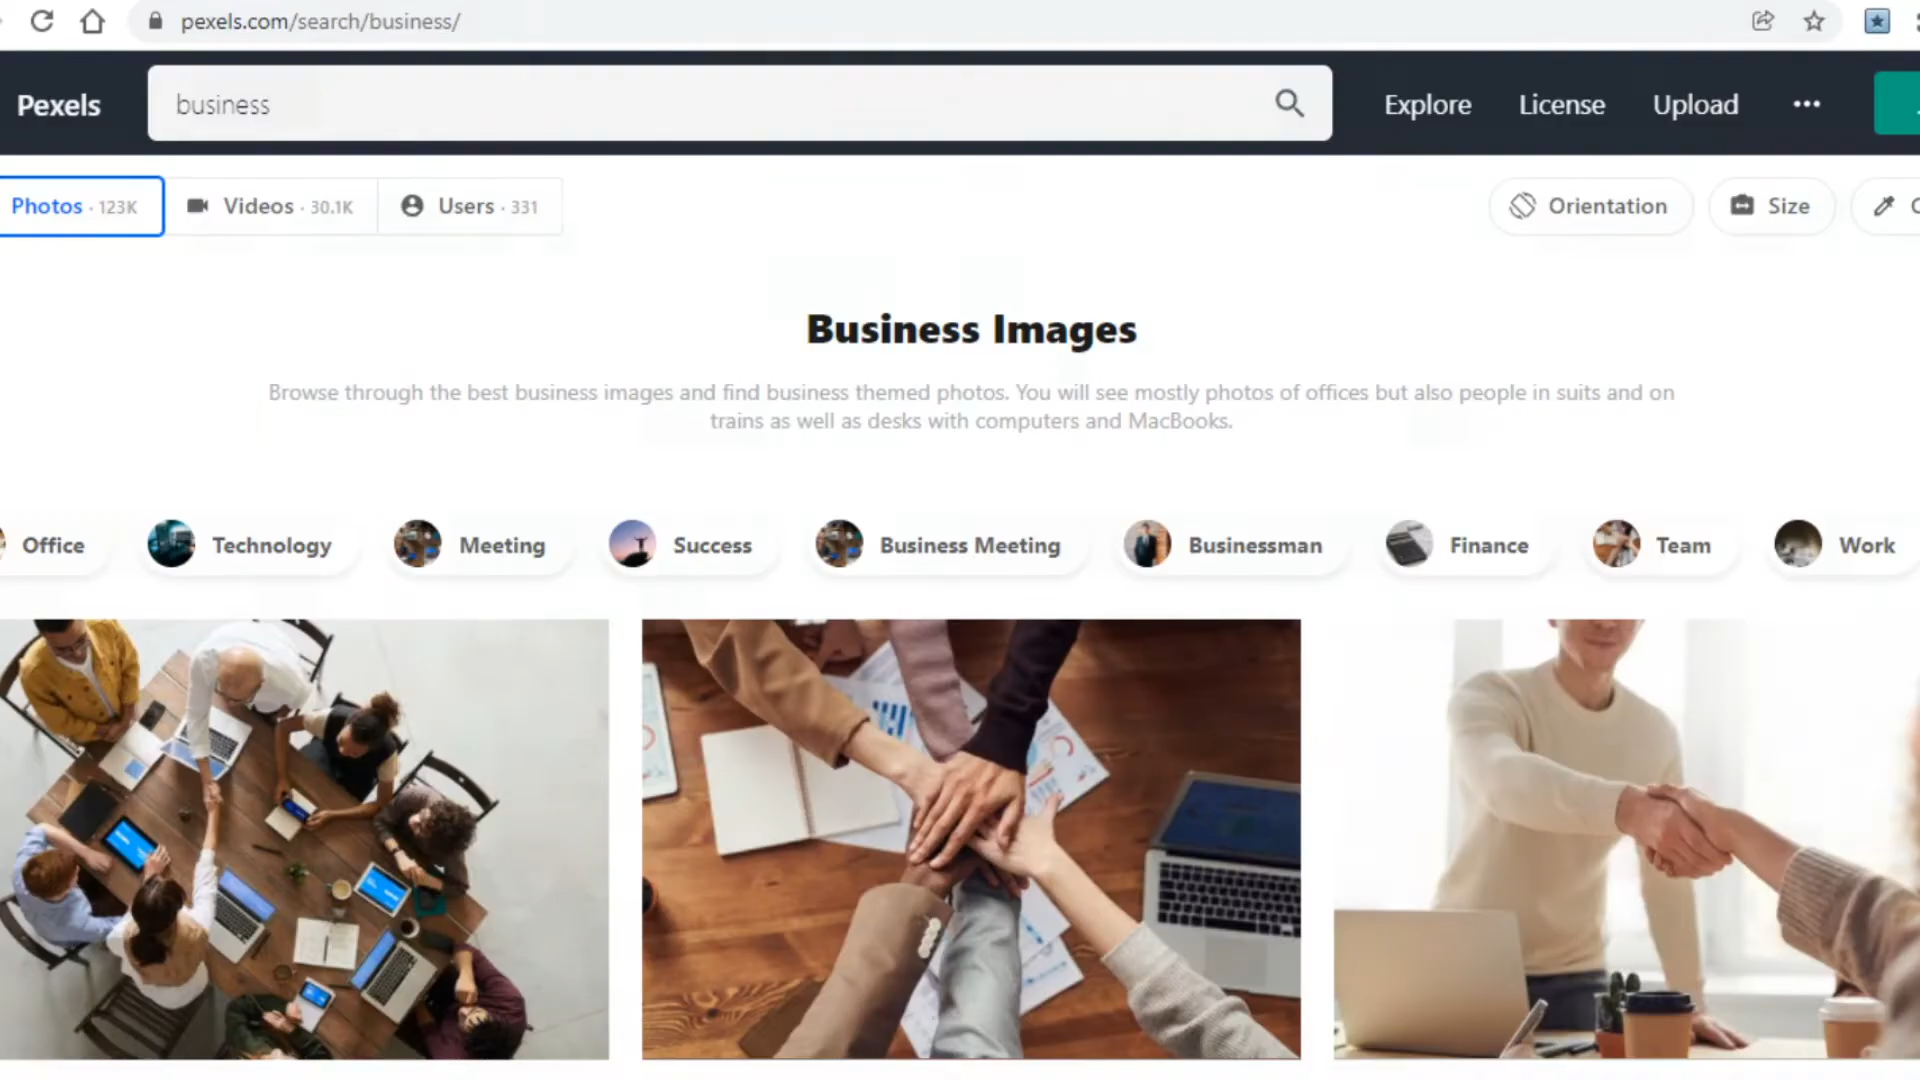 pexels.com/search/business/
Pexels
business
Explore
License
Upload
Photos · 123K
Videos · 30.1K
Users · 331
Orientation
Size
Business Images
Browse through the best business images and find business themed photos. You will see mostly photos of offices but also people in suits and on
trains as well as desks with computers and MacBooks.
Office
Technology
Meeting
Success
Business Meeting
Businessman
Finance
Team
Work